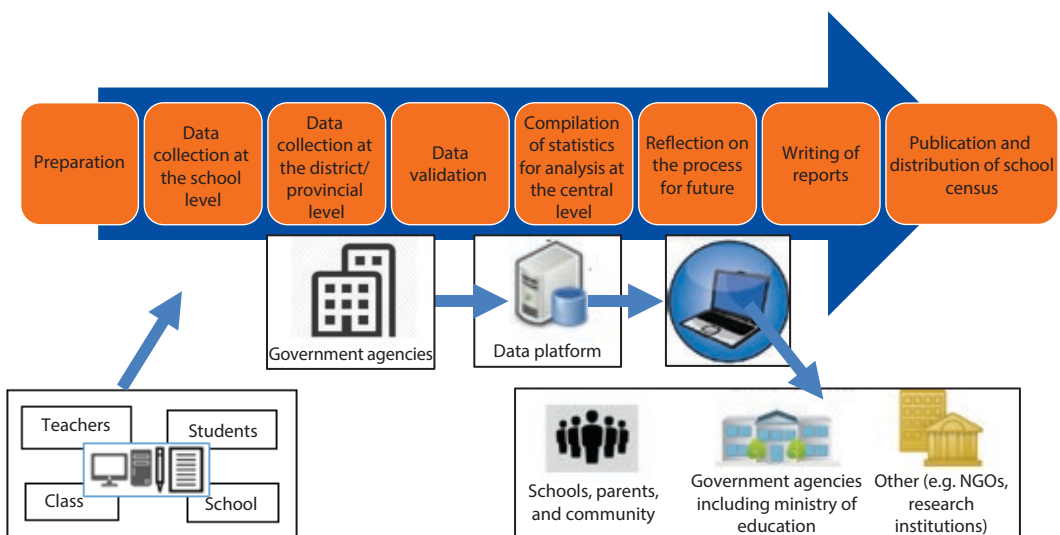 Preparation
Data
collection at
the school
level
Data
collection at
the district/
provincial
level
Data
validation
Compilation
of statistics
for analysis at
the central
level
Reflection on
the process
for future
Writing of
reports
Publication and
distribution of school
census
Government agencies
Data platform
Teachers
Students
Class
School
Schools, parents,
and community
Government agencies
including ministry of
education
Other (e.g. NGOs,
research
institutions)